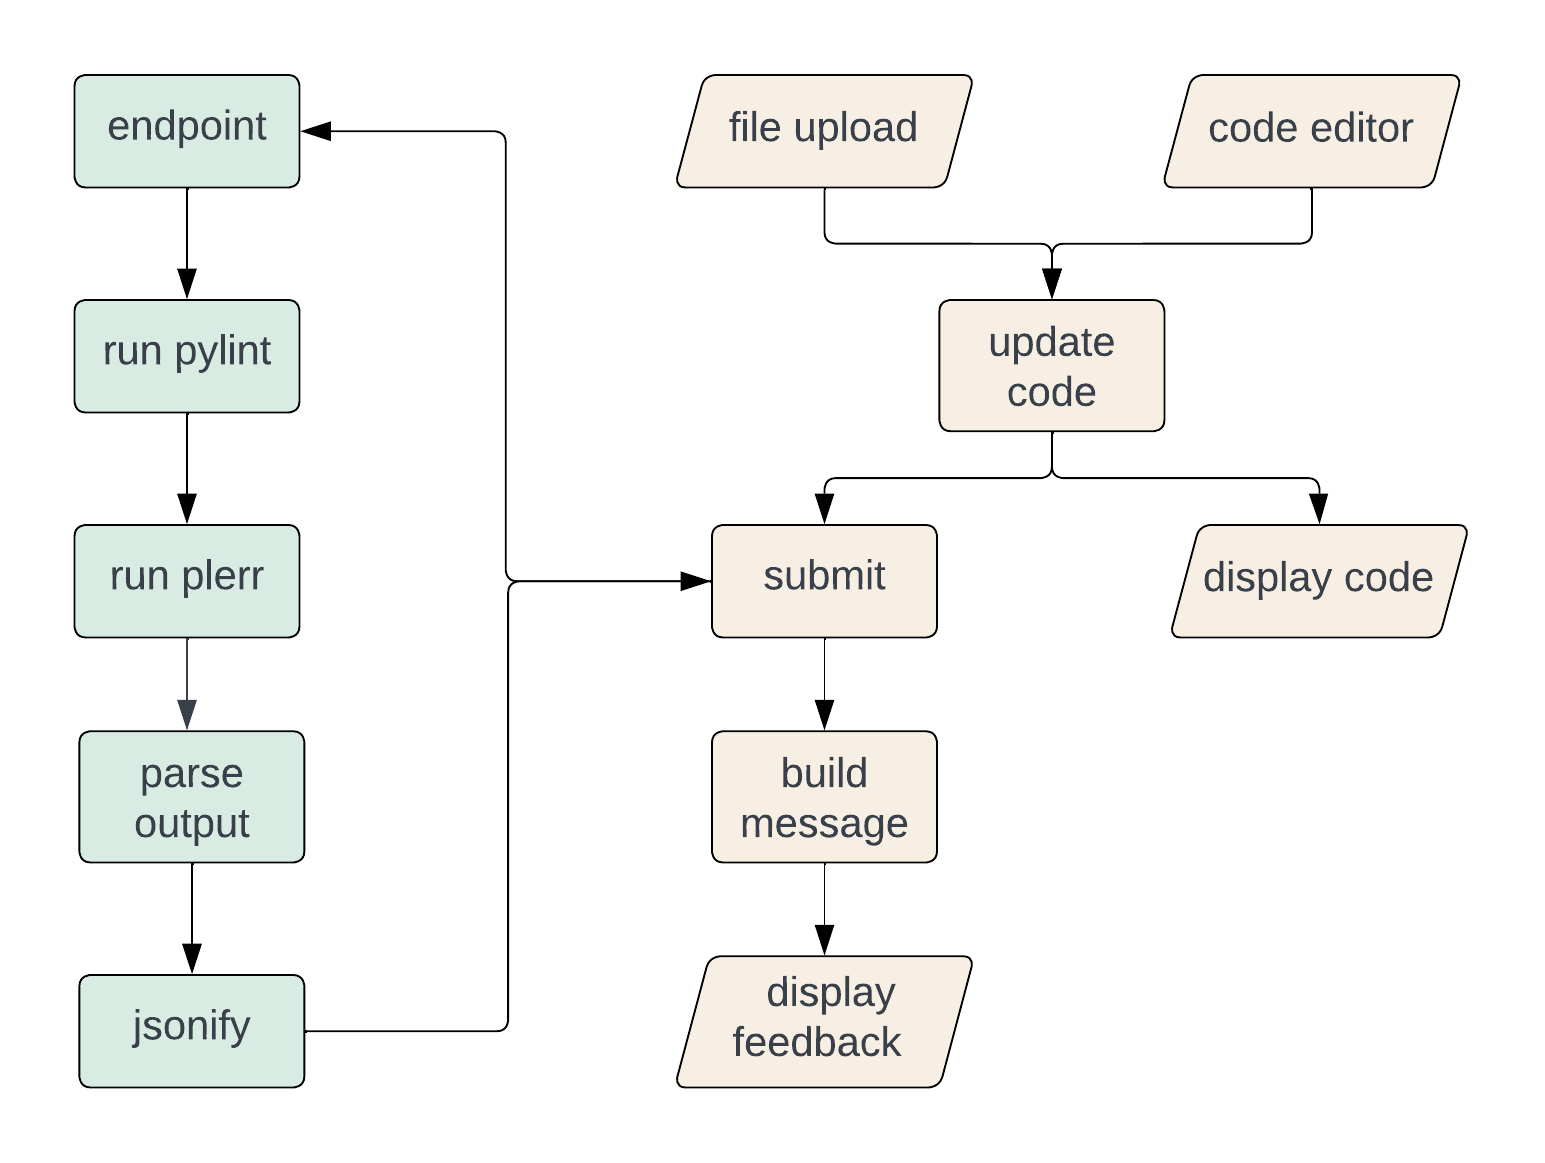 endpoint
file upload
code editor
run pylint
update
code
run plerr
submit
display code
parse
output
build
message
jsonify
display
feedback